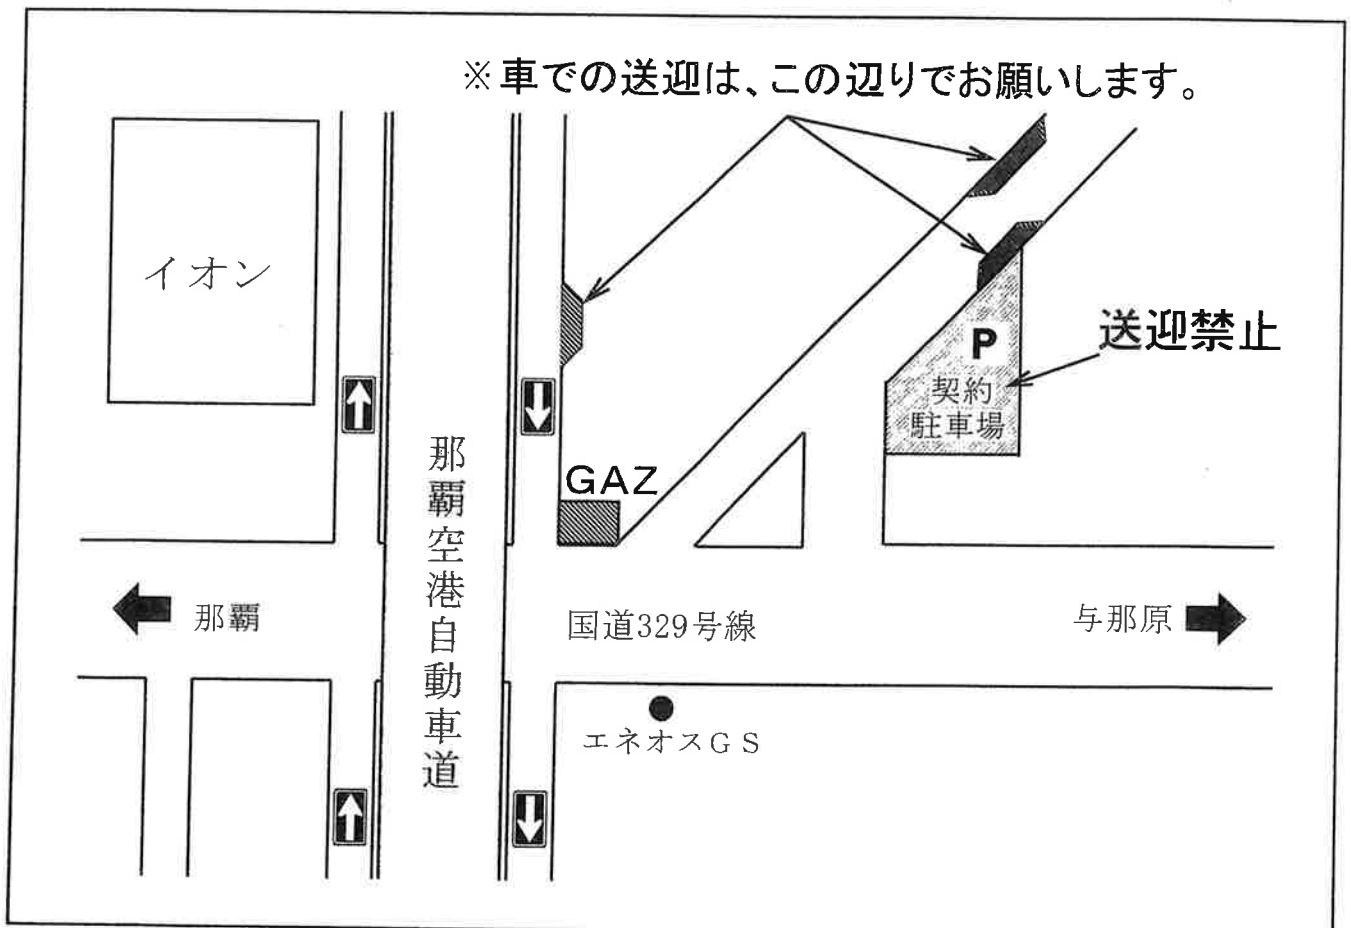 ※車での送迎は、この辺りでお願いします。
イオン
送迎禁止
P
契約
駐車場
GAZ
那覇空港自動車道
那覇
国道329号線
与那原
エネオスGS